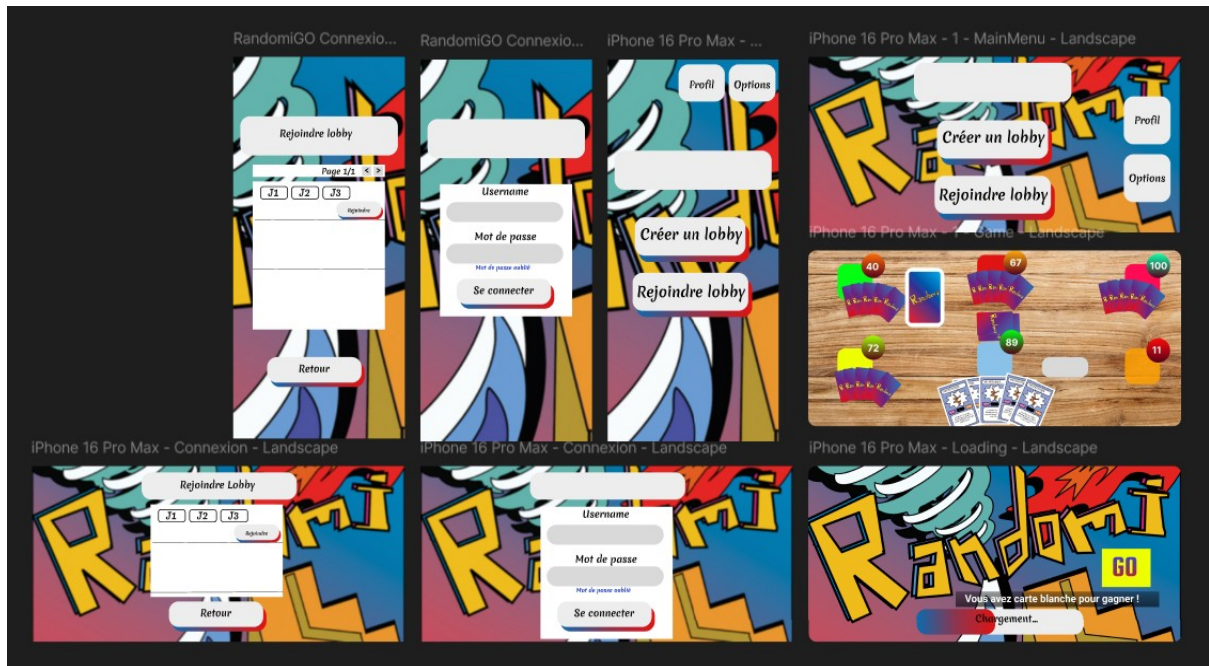 RandomiGO Connexio...
Rejoindre lobby
Page 1/1 < >
J1 J2 J3
Rejoindre
Retour
RandomiGO Connexio...
Username
Mot de passe
Mot de passe oublié
Se connecter
iPhone 16 Pro Max - ...
Profil Options
Créer un lobby
Rejoindre lobby
iPhone 16 Pro Max - 1 - MainMenu - Landscape
Randomi
Créer un lobby
Rejoindre lobby
Profil
Options
iPhone 16 Pro Max - 1 - Game - Landscape
40
67
100
Randomi
72
89
11
iPhone 16 Pro Max - Connexion - Landscape
Randomi
Rejoindre Lobby
J1 J2 J3
Rejoindre
Retour
iPhone 16 Pro Max - Connexion - Landscape
Randomi
Username
Mot de passe
Mot de passe oublié
Se connecter
iPhone 16 Pro Max - Loading - Landscape
Randomi
GO
Vous avez carte blanche pour gagner !
Chargement...